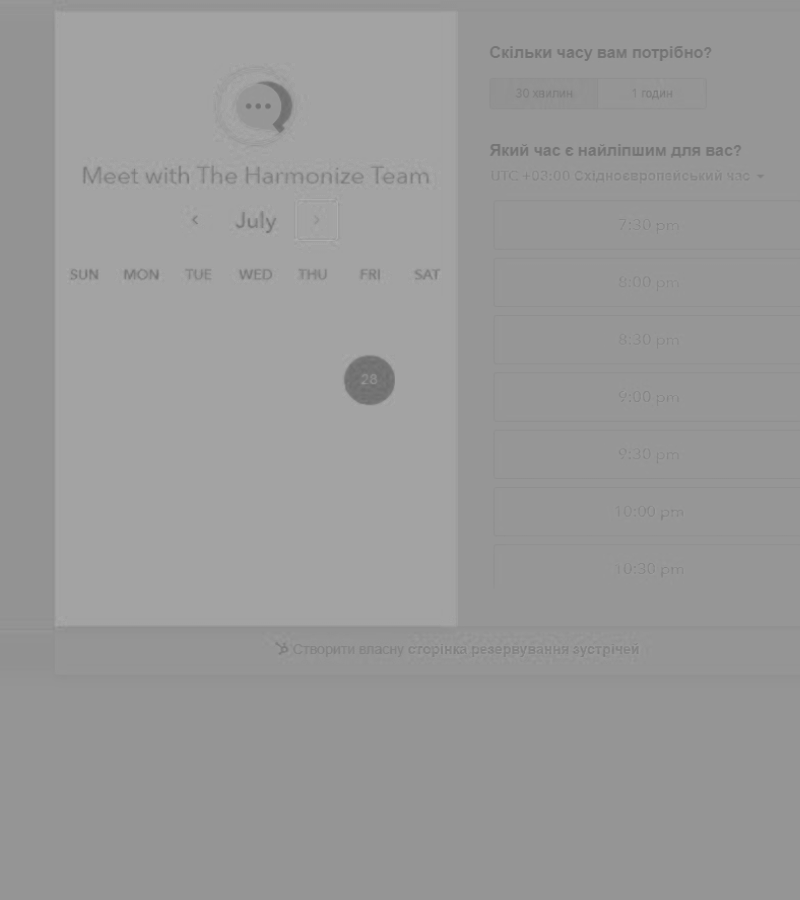 Meet with The Harmonize Team
July
SUN MON TUE WED THU FRI SAT
28
Скільки часу вам потрібно?
30 хвилин 1 годин
Який час є найліпшим для вас?
UTC +03:00 Східноєвропейський час
7:30 pm
8:00 pm
8:30 pm
9:00 pm
9:30 pm
10:00 pm
10:30 pm
Створити власну сторінка резервування зустрічей